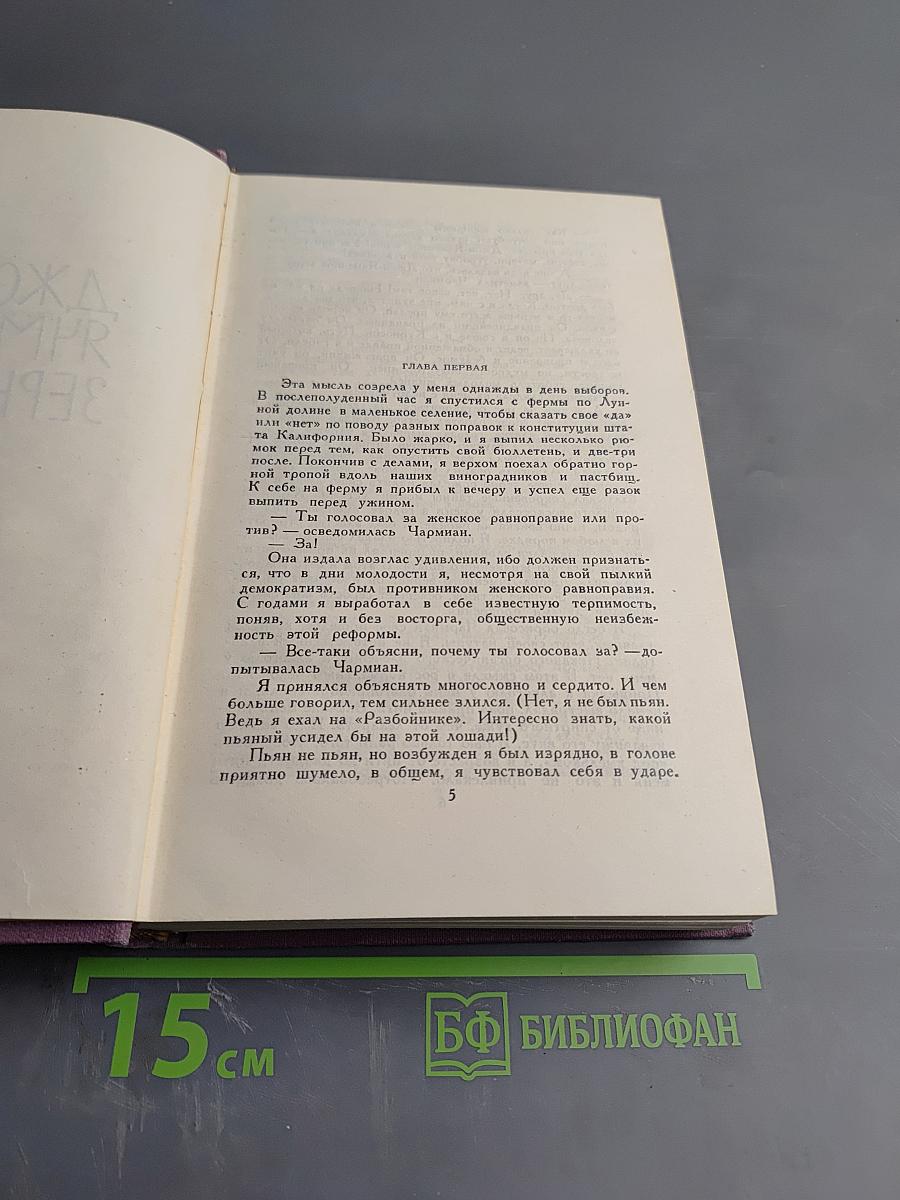 ДЖО
ЯЧМ
ЗЕРН
ГЛАВА ПЕРВАЯ
Эта мысль созрела у меня однажды в день выборов.
В послеполуденный час я спустился с фермы по Лун-
ной долине в маленькое селение, чтобы сказать свое «да»
или «нет» по поводу разных поправок к конституции шта-
та Калифорния. Было жарко, и я выпил несколько рю-
мок перед тем, как опустить свой бюллетень, и две-три
после. Покончив с делами, я верхом поехал обратно гор-
ной тропой вдоль наших виноградников и пастбищ.
К себе на ферму я прибыл к вечеру и успел еще разок
выпить перед ужином.
— Ты голосовал за женское равноправие или про-
тив? — осведомилась Чармиан.
— За!
Она издала возглас удивления, ибо должен признать-
ся, что в дни молодости я, несмотря на свой пылкий
демократизм, был противником женского равноправия.
С годами я выработал в себе известную терпимость,
поняв, хотя и без восторга, общественную неизбеж-
ность этой реформы.
— Все-таки объясни, почему ты голосовал за? —до-
пытывалась Чармиан.
Я принялся объяснять многословно и сердито. И чем
больше говорил, тем сильнее злился. (Нет, я не был пьян.
Ведь я ехал на «Разбойнике». Интересно знать, какой
пьяный усидел бы на этой лошади!)
Пьян не пьян, но возбужден я был изрядно, в голове
приятно шумело, в общем, я чувствовал себя в ударе.
5
15 см
БФ БИБЛИОФАН